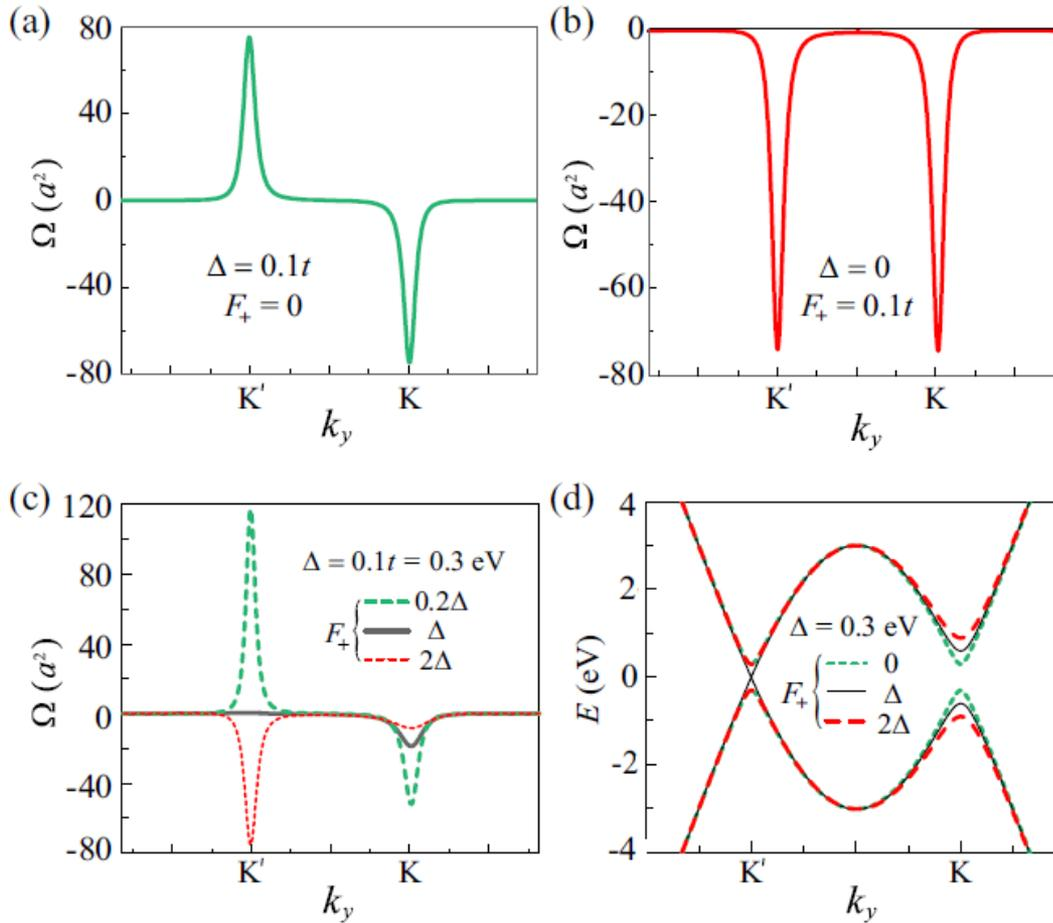 (a)
80
40
0
-40
-80
Ω (a²)
Δ = 0.1t
F₊ = 0
K'
K
k_y
(b)
0
-20
-40
-60
-80
Ω (a²)
Δ = 0
F₊ = 0.1t
K'
K
k_y
(c)
120
80
40
0
-40
-80
Ω (a²)
Δ = 0.1t = 0.3 eV
F₊
0.2Δ
Δ
2Δ
K'
K
k_y
(d)
4
2
0
-2
-4
E (eV)
Δ = 0.3 eV
F₊
0
Δ
2Δ
K'
K
k_y